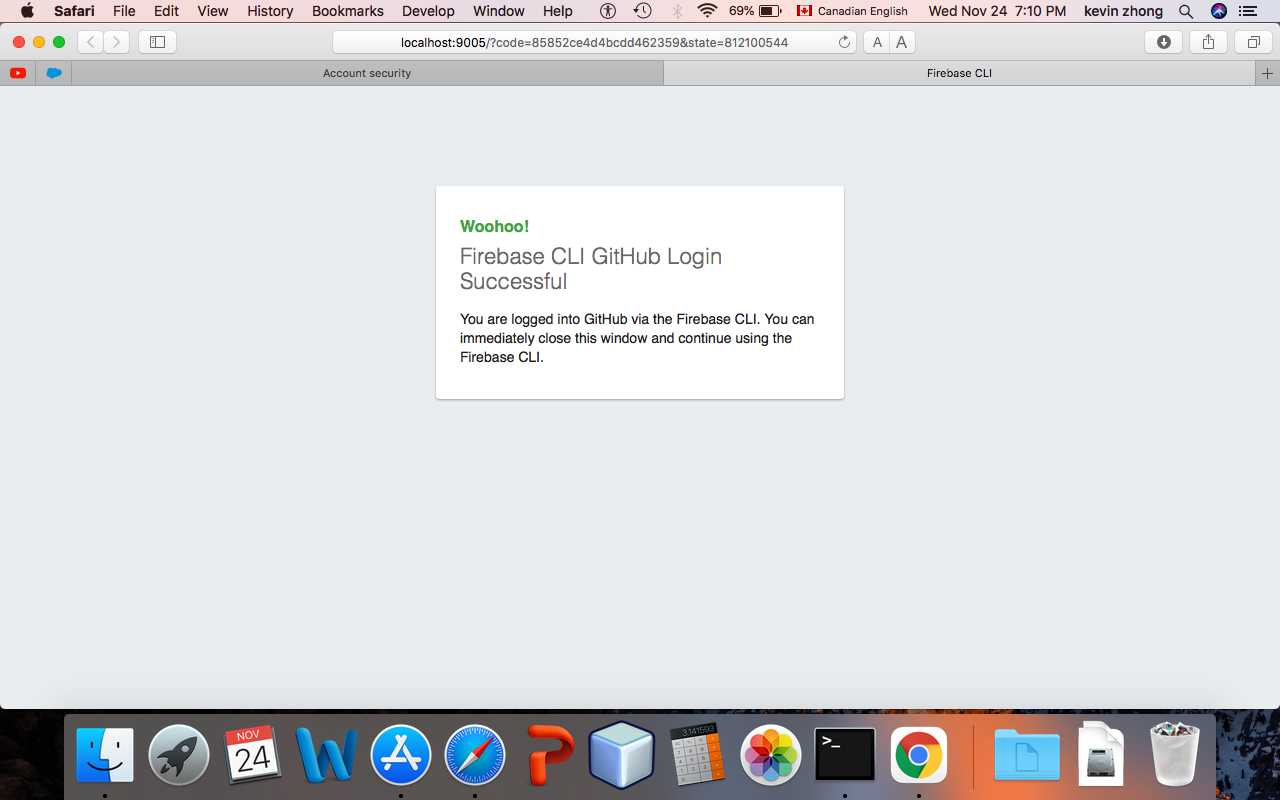 Safari File Edit View History Bookmarks Develop Window Help 69% Canadian English Wed Nov 24 7:10 PM kevin zhong
localhost:9005/?code=85852ce4d4bcdd462359&state=812100544 A A
Account security Firebase CLI
Woohoo!
Firebase CLI GitHub Login
Successful
You are logged into GitHub via the Firebase CLI. You can
immediately close this window and continue using the
Firebase CLI.
NOV
24
3.141593
>_